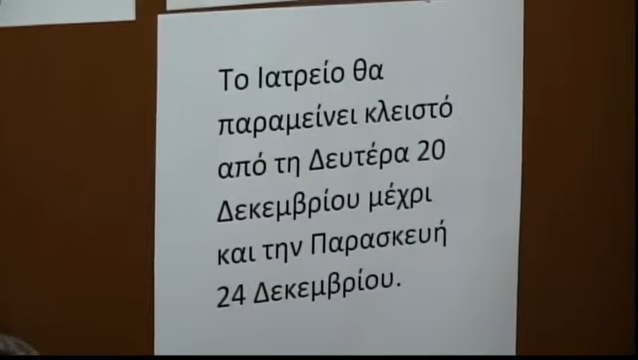 Το Ιατρείο θα
παραμείνει κλειστό
από τη Δευτέρα 20
Δεκεμβρίου μέχρι
και την Παρασκευή
24 Δεκεμβρίου.